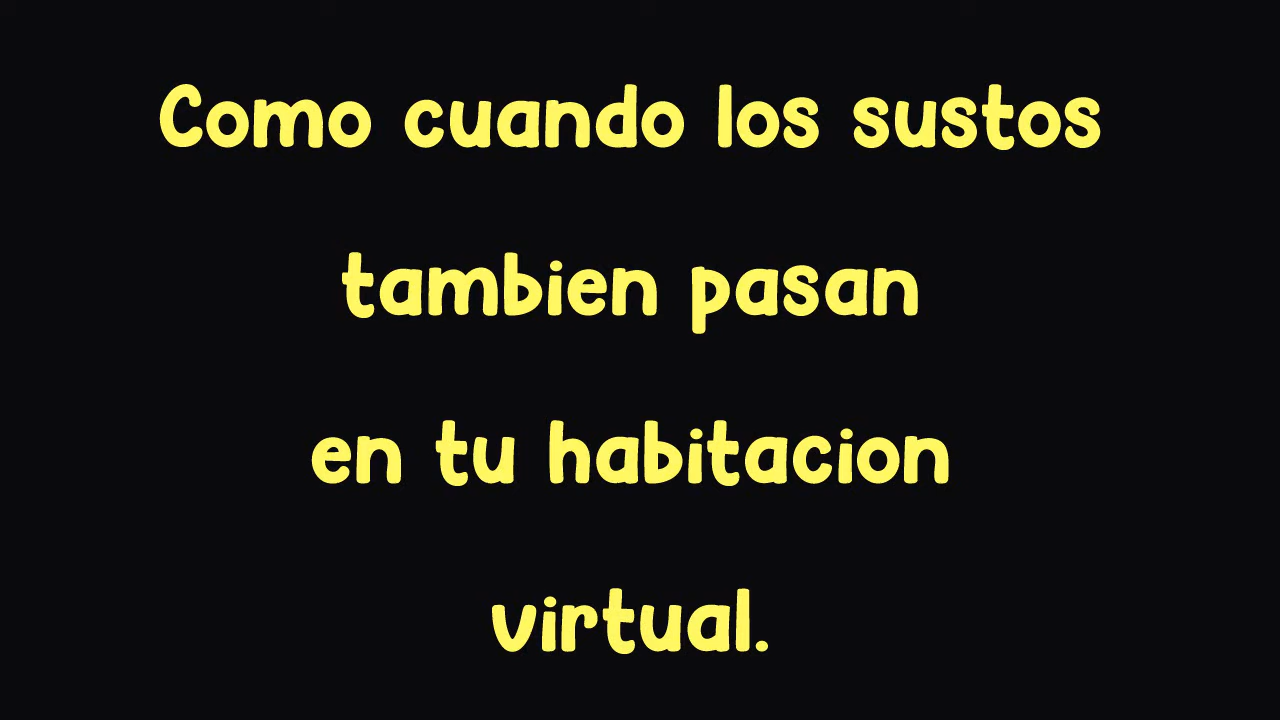 Como cuando los sustos
tambien pasan
en tu habitacion
virtual.